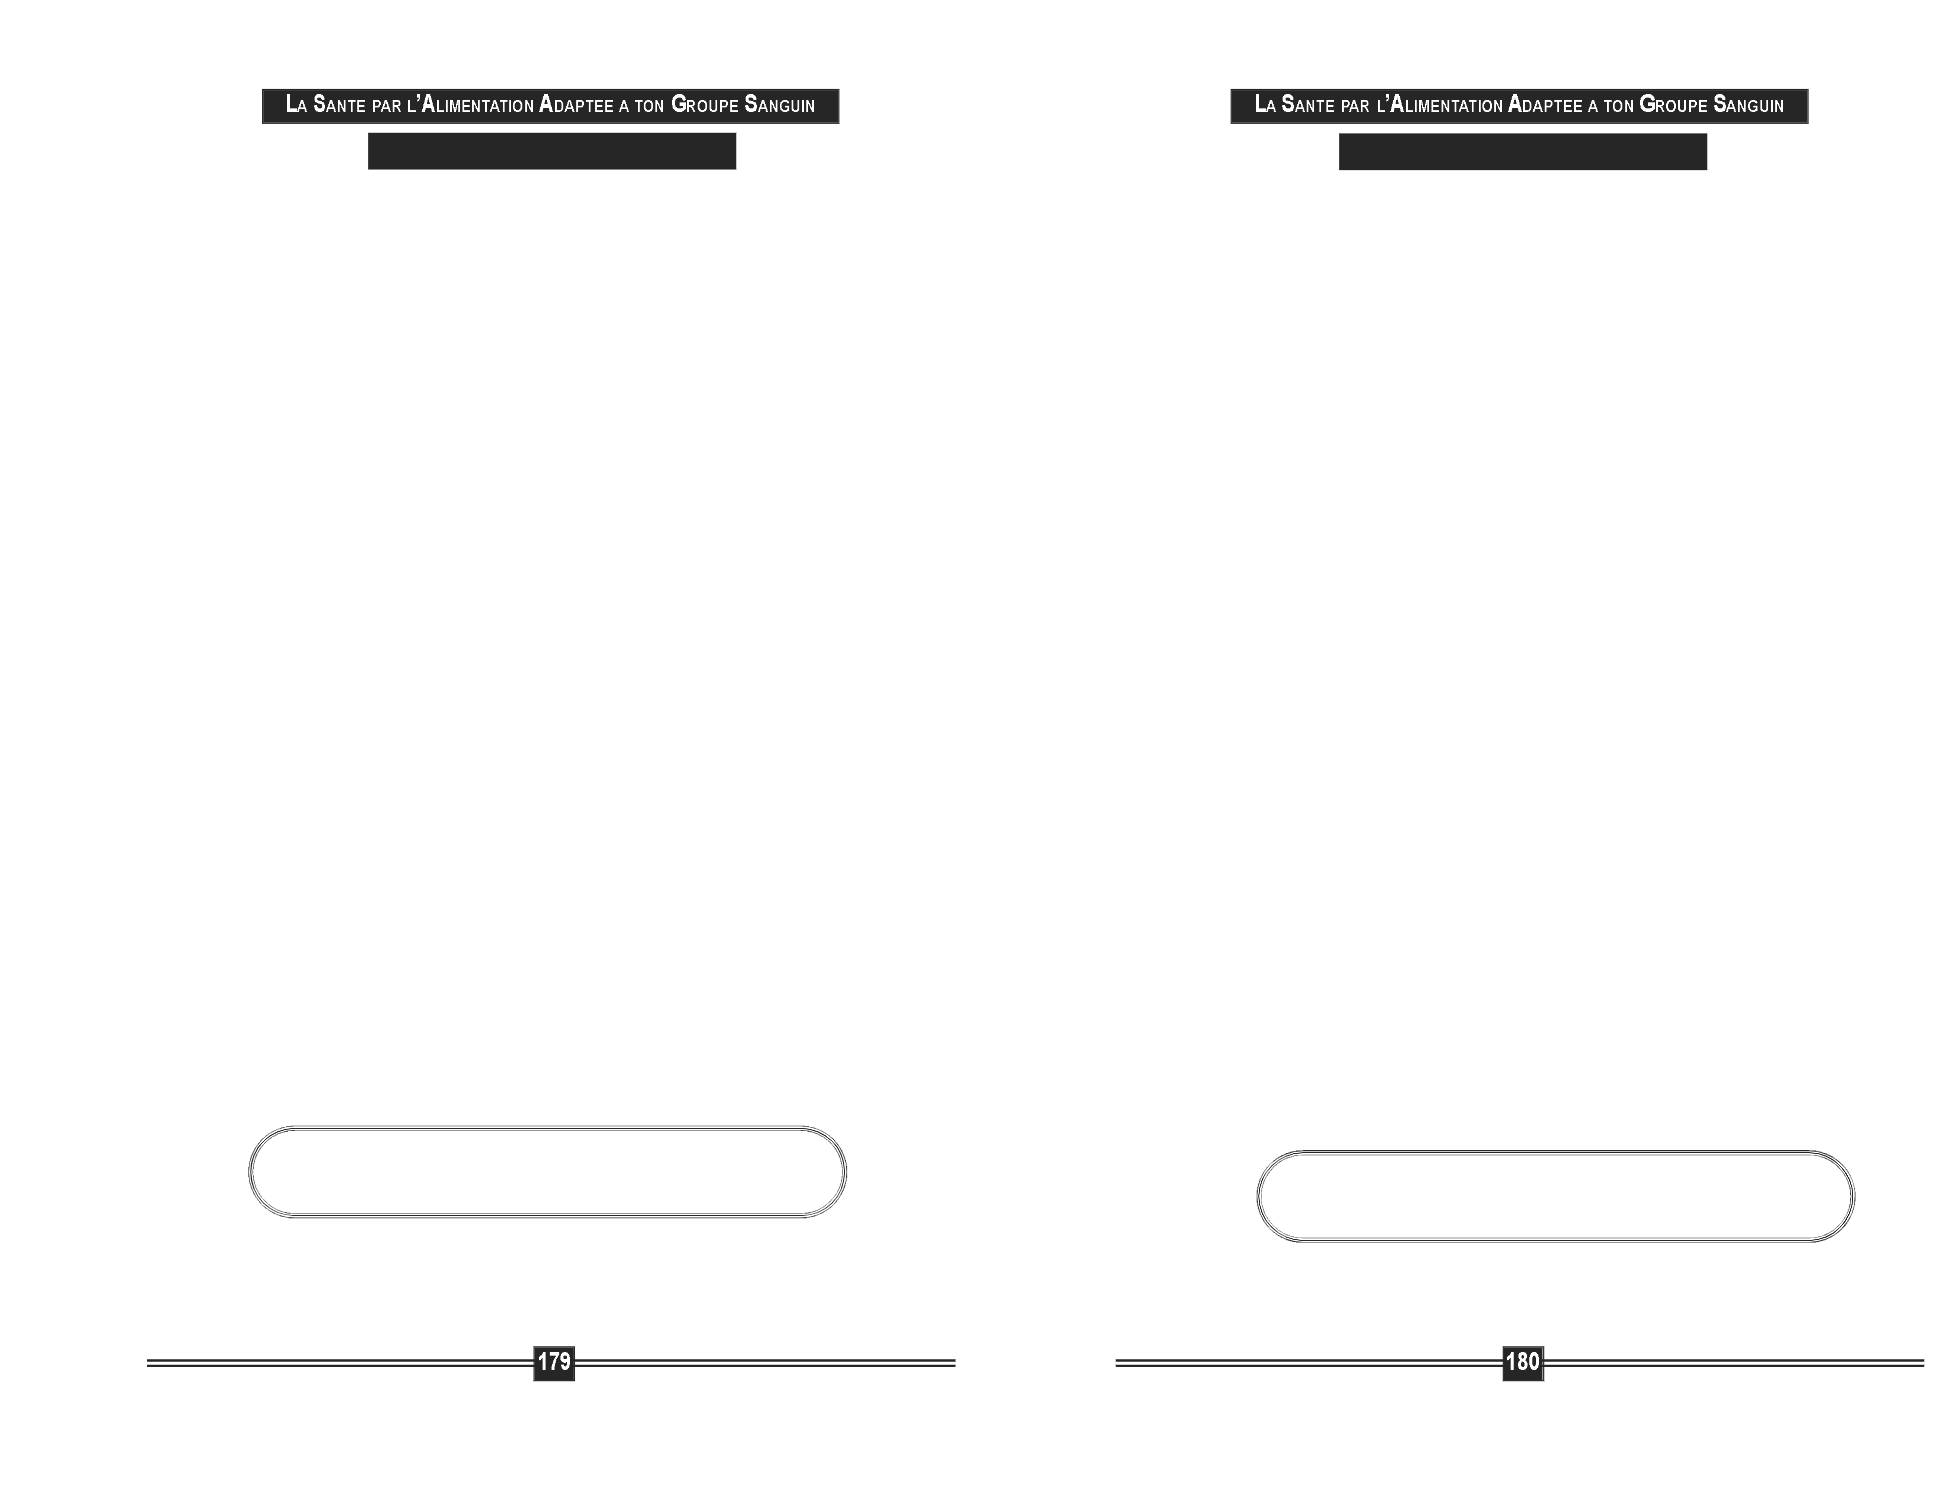 LA SANTE PAR L’ALIMENTATION ADAPTEE A TON GROUPE SANGUIN
179
LA SANTE PAR L’ALIMENTATION ADAPTEE A TON GROUPE SANGUIN
180